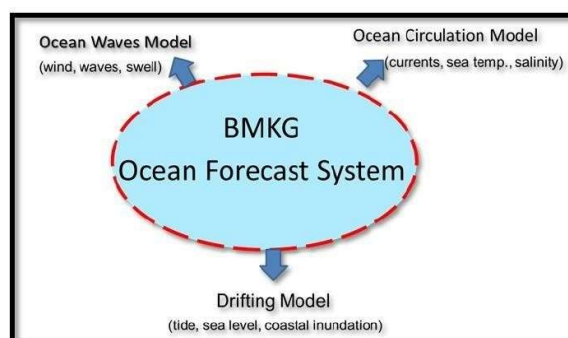 Ocean Waves Model
(wind, waves, swell)
Ocean Circulation Model
(currents, sea temp., salinity)
BMKG
Ocean Forecast System
Drifting Model
(tide, sea level, coastal inundation)